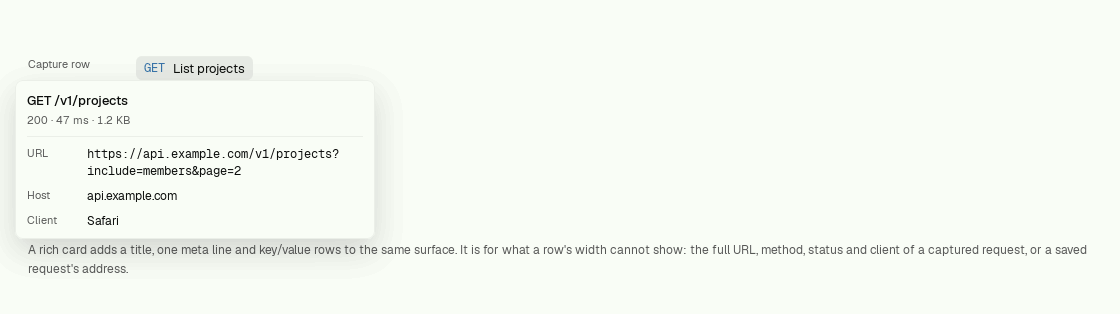 Capture row
GET List projects
GET /v1/projects
200 · 47 ms · 1.2 KB
URL https://api.example.com/v1/projects?
include=members&page=2
Host api.example.com
Client Safari
A rich card adds a title, one meta line and key/value rows to the same surface. It is for what a row's width cannot show: the full URL, method, status and client of a captured request, or a saved
request's address.